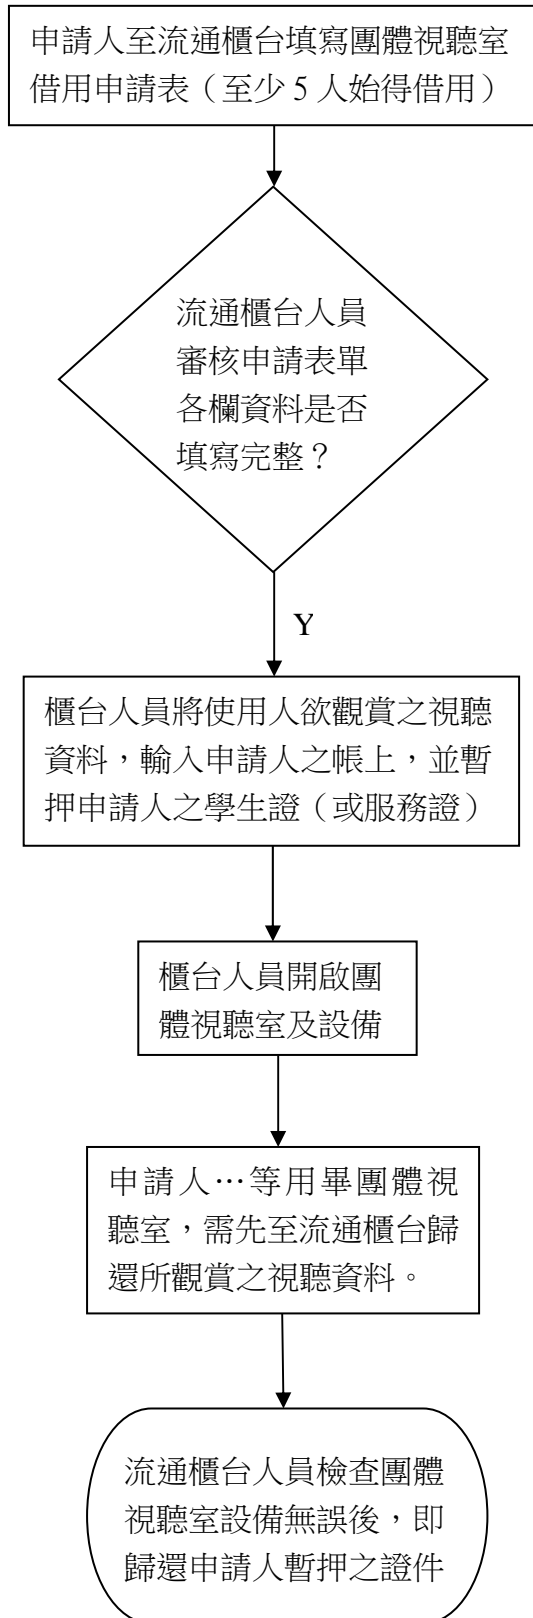 申請人至流通櫃台填寫團體視聽室
借用申請表（至少 5 人始得借用）
流通櫃台人員
審核申請表單
各欄資料是否
填寫完整？
Y
櫃台人員將使用人欲觀賞之視聽
資料，輸入申請人之帳上，並暫
押申請人之學生證（或服務證）
櫃台人員開啟團
體視聽室及設備
申請人…等用畢團體視
聽室，需先至流通櫃台歸
還所觀賞之視聽資料。
流通櫃台人員檢查團體
視聽室設備無誤後，即
歸還申請人暫押之證件